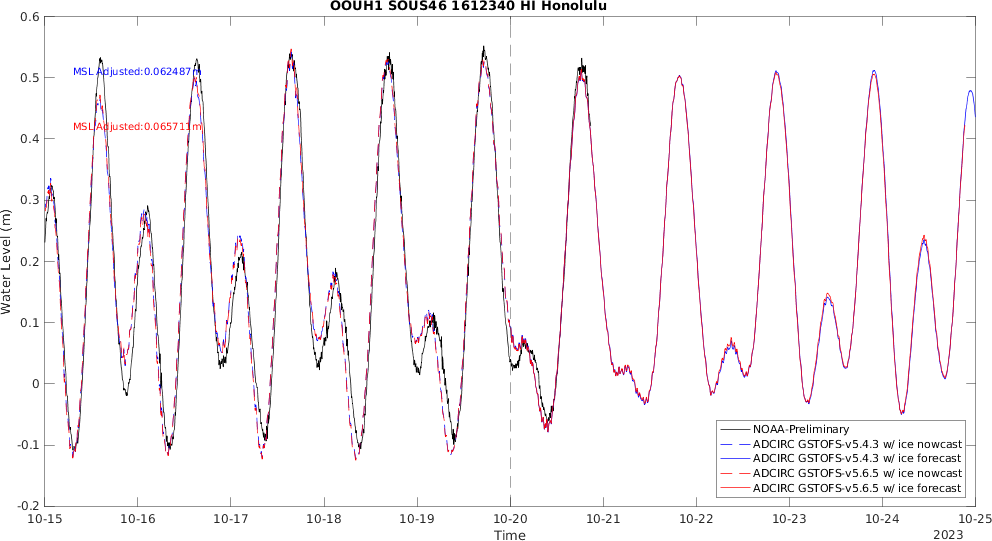 OOUH1 SOUS46 1612340 HI Honolulu
0.6
0.5
0.4
0.3
0.2
0.1
0
-0.1
-0.2
Water Level (m)
MSL Adjusted:0.062487m
MSL Adjusted:0.065711m
NOAA-Preliminary
ADCIRC GSTOFS-v5.4.3 w/ ice nowcast
ADCIRC GSTOFS-v5.4.3 w/ ice forecast
ADCIRC GSTOFS-v5.6.5 w/ ice nowcast
ADCIRC GSTOFS-v5.6.5 w/ ice forecast
10-15 10-16 10-17 10-18 10-19 10-20 10-21 10-22 10-23 10-24 10-25
Time
2023